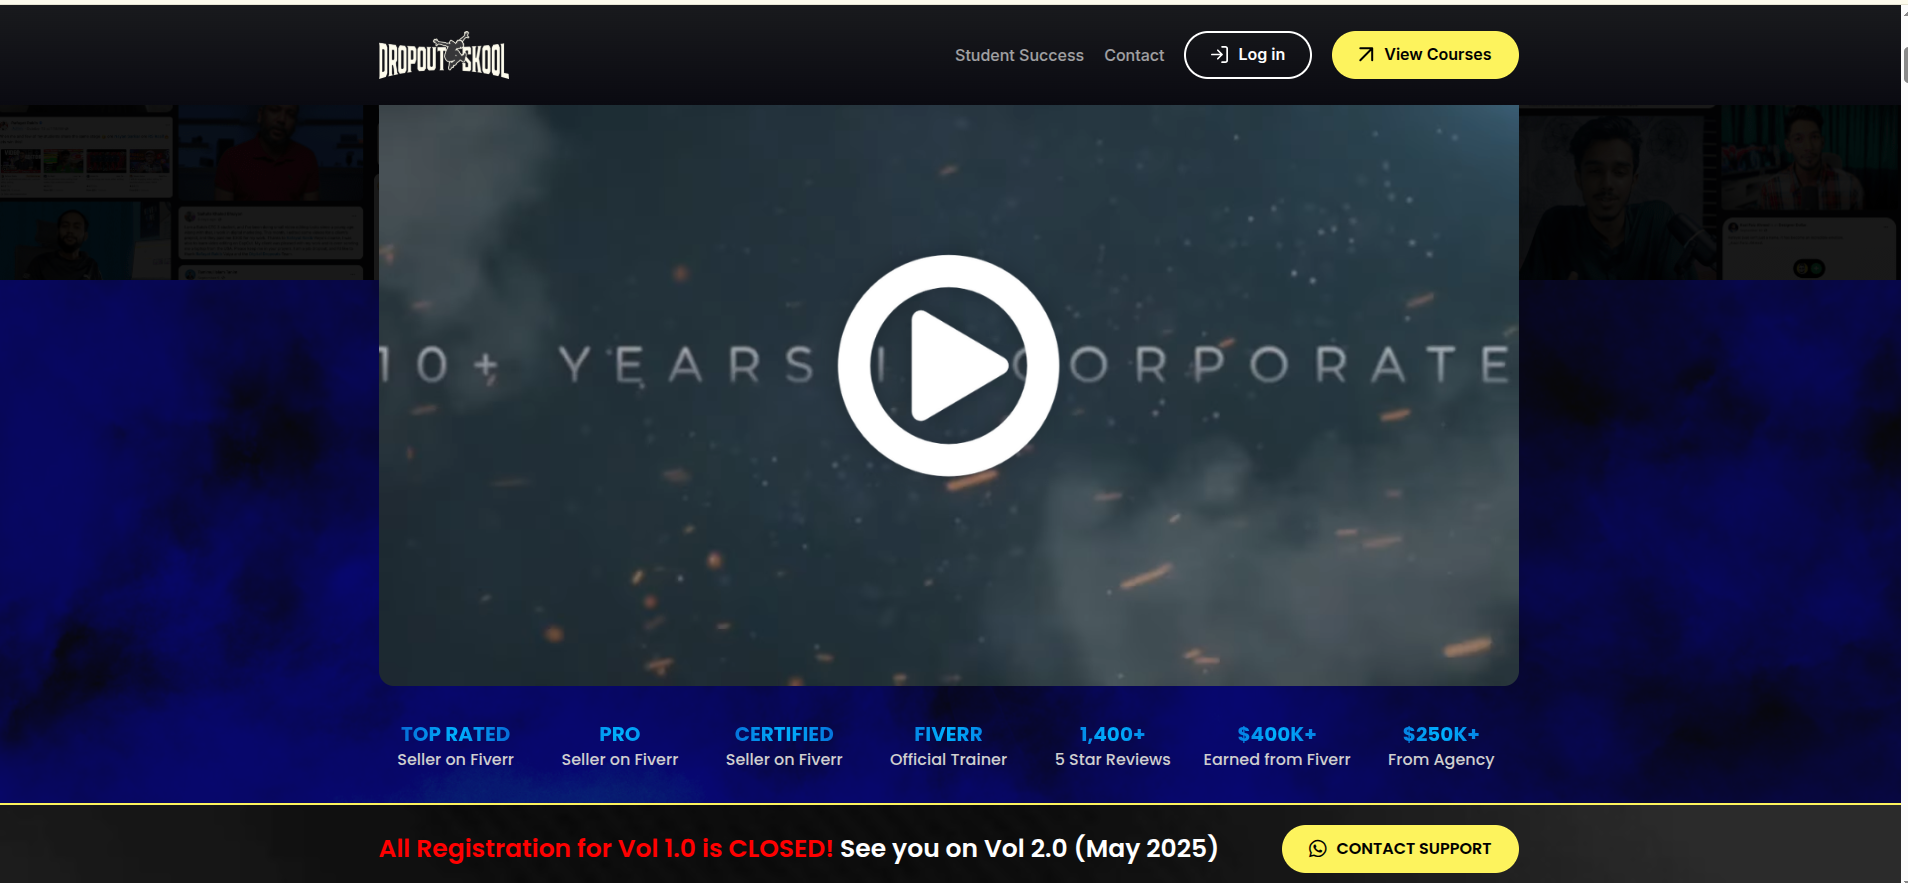 DROPOUT SKOOL
Student Success
Contact
Log in
View Courses
10+ YEARS I CORPORATE
TOP RATED
Seller on Fiverr
PRO
Seller on Fiverr
CERTIFIED
Seller on Fiverr
FIVERR
Official Trainer
1,400+
5 Star Reviews
$400K+
Earned from Fiverr
$250K+
From Agency
All Registration for Vol 1.0 is CLOSED! See you on Vol 2.0 (May 2025)
CONTACT SUPPORT